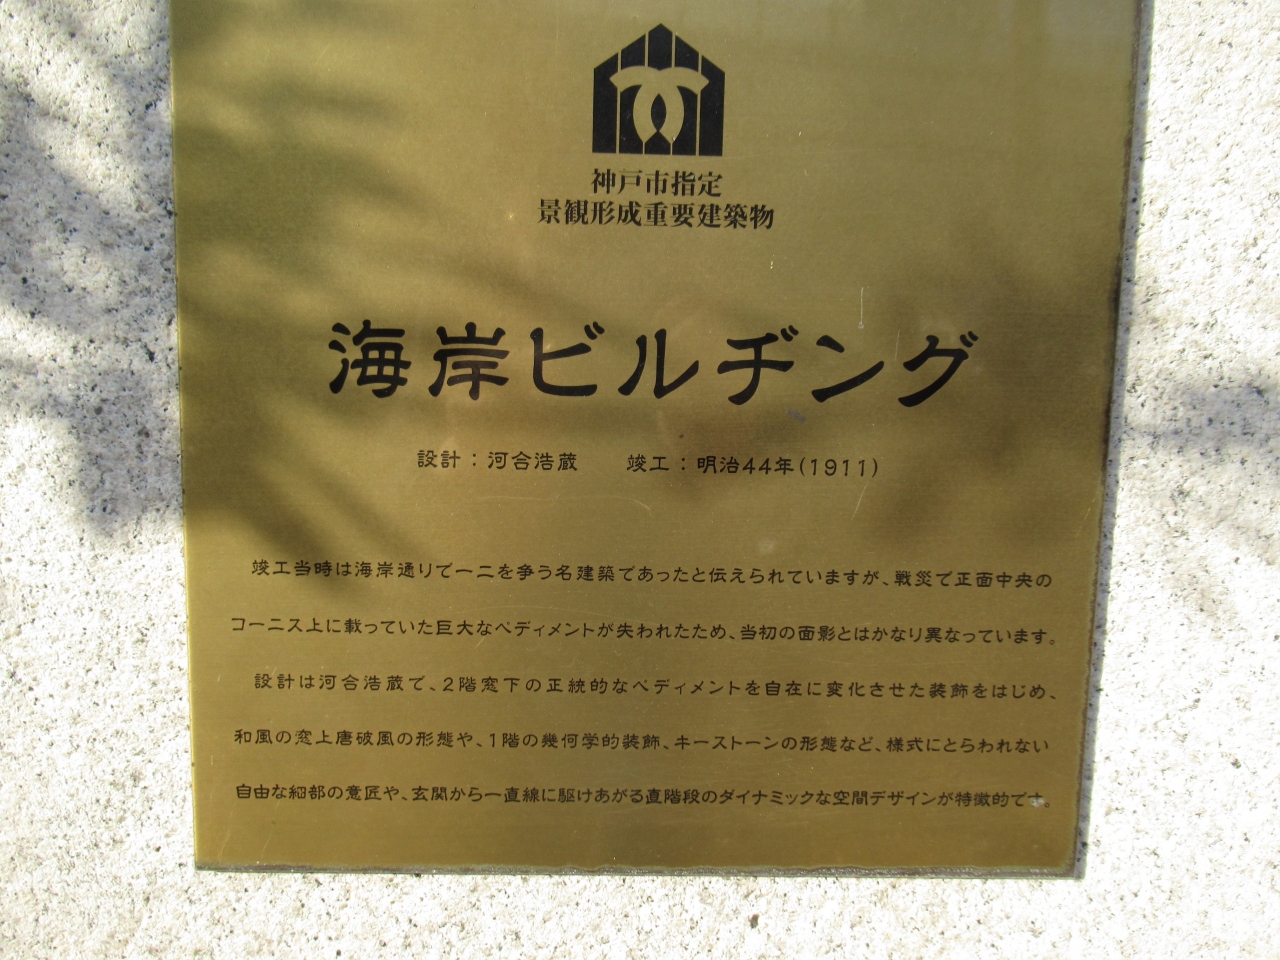 神戸市指定
景観形成重要建築物
海岸ビルヂング
設計：河合浩蔵　竣工：明治44年(1911)
竣工当時は海岸通りで一二を争う名建築であったと伝えられていますが、戦災で正面中央の
コーニス上に載っていた巨大なペディメントが失われたため、当初の面影とはかなり異なっています。
設計は河合浩蔵で、2階窓下の正統的なペディメントを自在に変化させた装飾をはじめ、
和風の窓上唐破風の形態や、1階の幾何学的装飾、キーストーンの形態など、様式にとらわれない
自由な細部の意匠や、玄関から一直線に駆けあがる直階段のダイナミックな空間デザインが特徴的です。